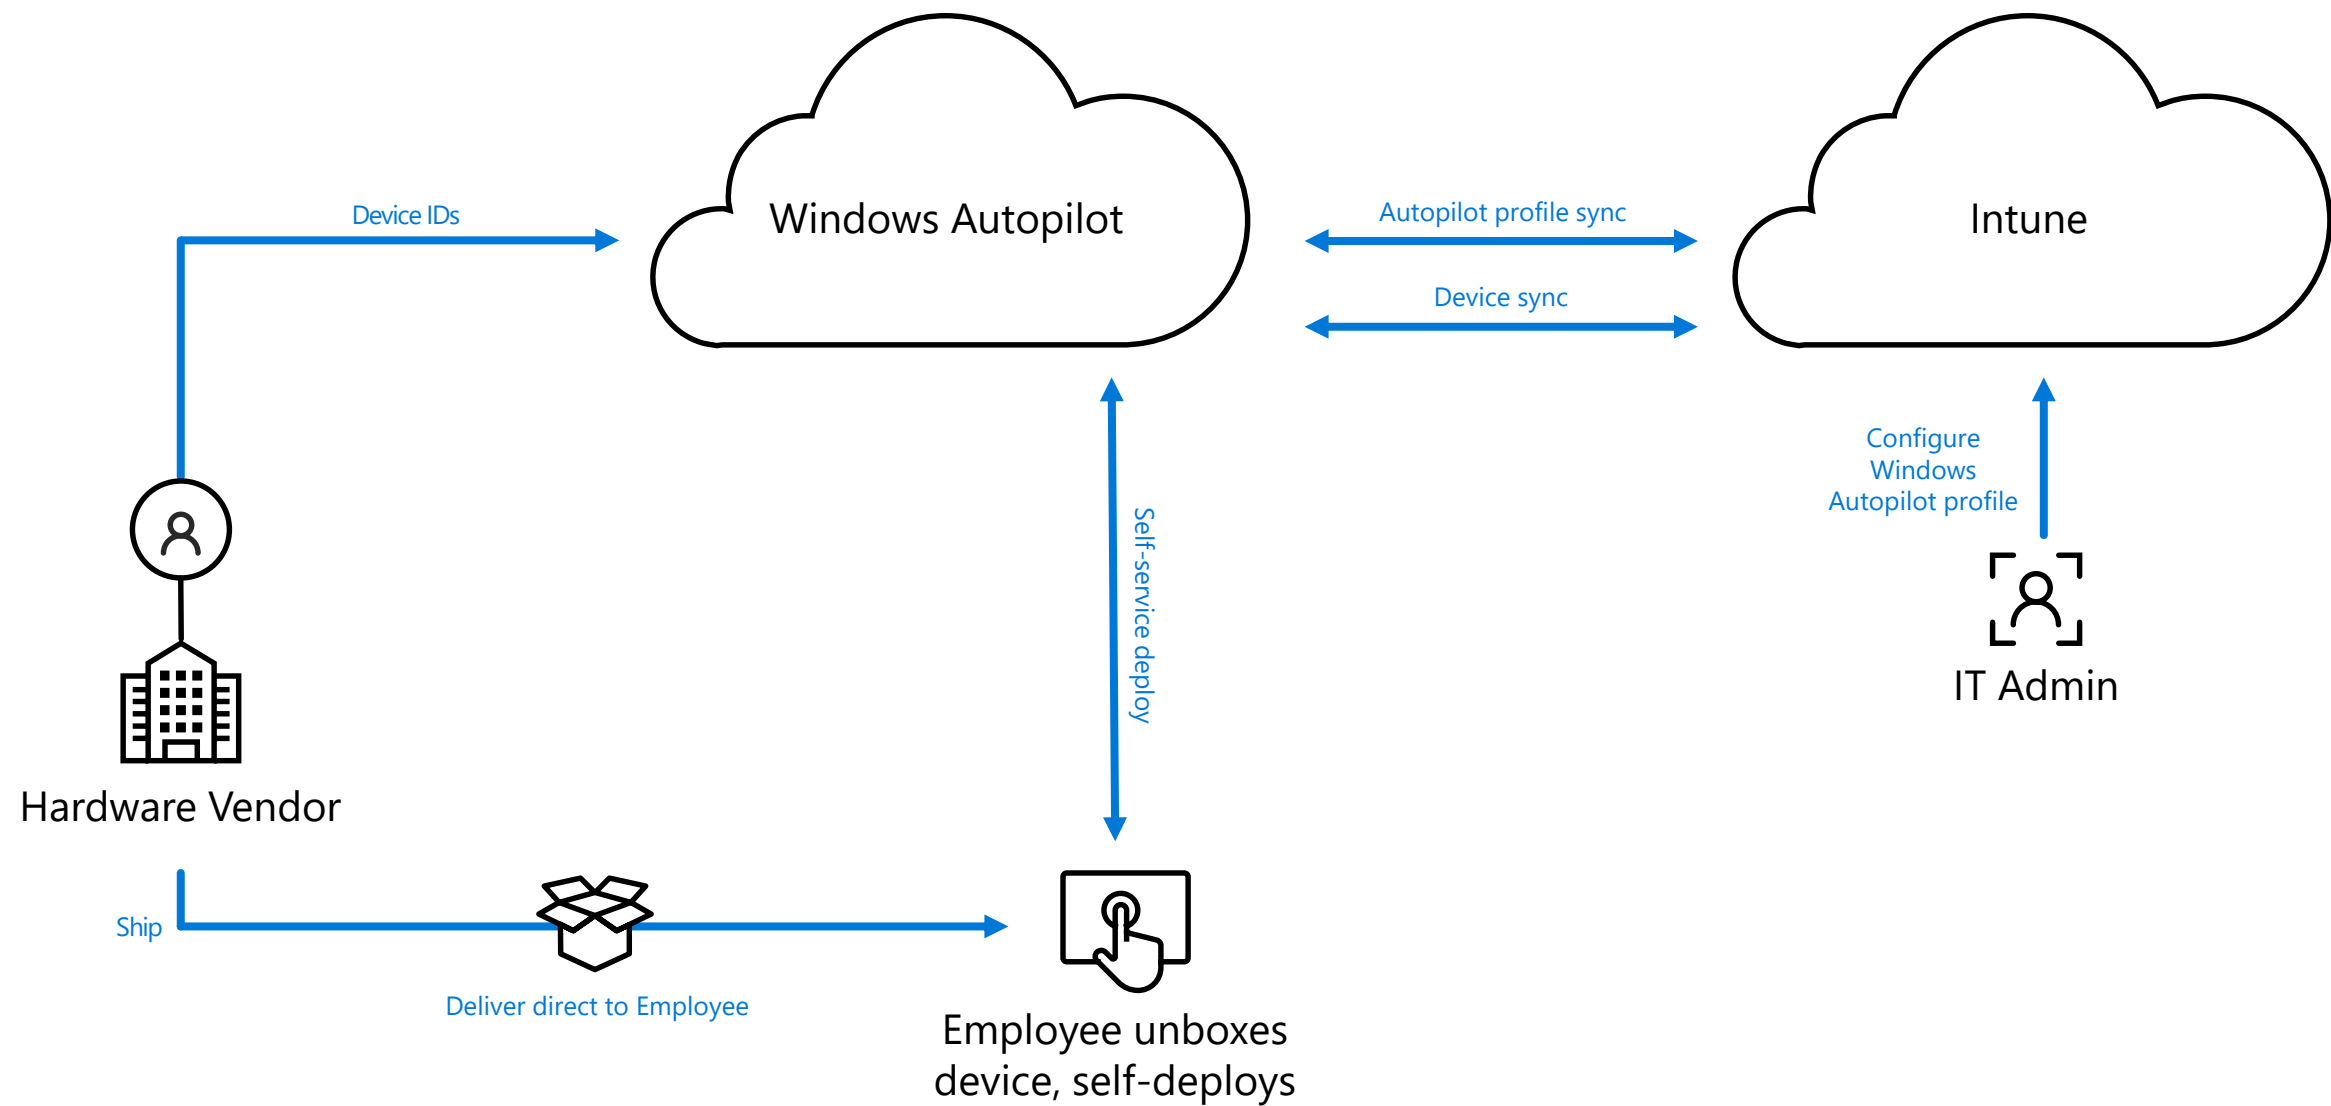 Windows Autopilot
Intune
Device IDs
Autopilot profile sync
Device sync
Configure
Windows
Autopilot profile
Self-service deploy
IT Admin
Hardware Vendor
Ship
Deliver direct to Employee
Employee unboxes
device, self-deploys